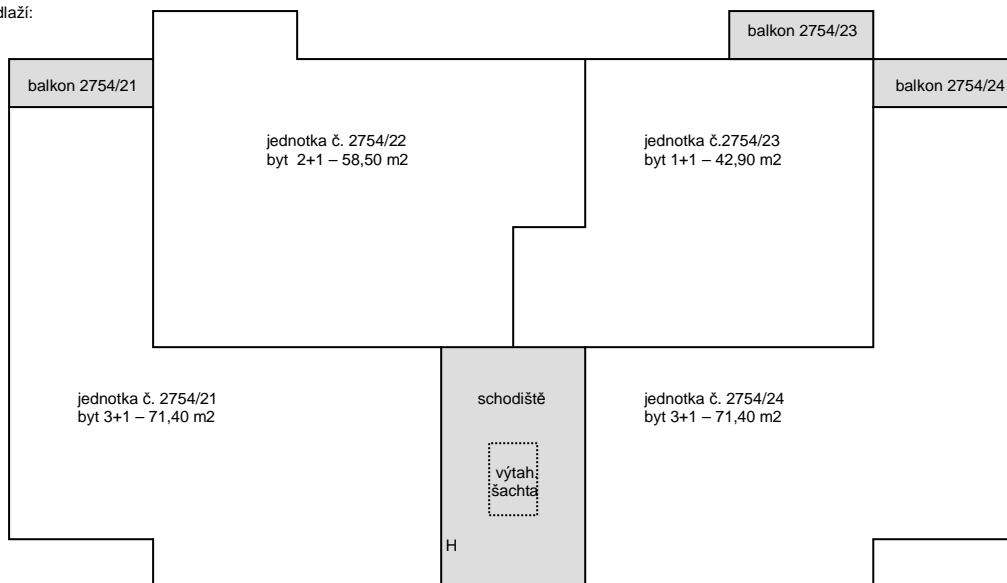 dlaží:
balkon 2754/23
balkon 2754/21
balkon 2754/24
jednotka č. 2754/22
byt  2+1 – 58,50 m2
jednotka č.2754/23
byt 1+1 – 42,90 m2
jednotka č. 2754/21
byt 3+1 – 71,40 m2
schodiště
jednotka č. 2754/24
byt 3+1 – 71,40 m2
výtah.
šachta
H